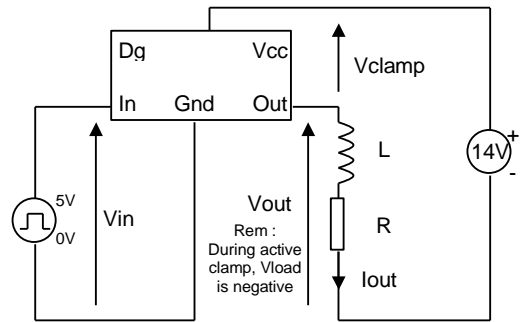 Dg Vcc
Vclamp
In Gnd Out
14V
+
-
L
5V
0V
Vin
Vout
R
Rem :
During active
clamp, Vload
is negative
Iout